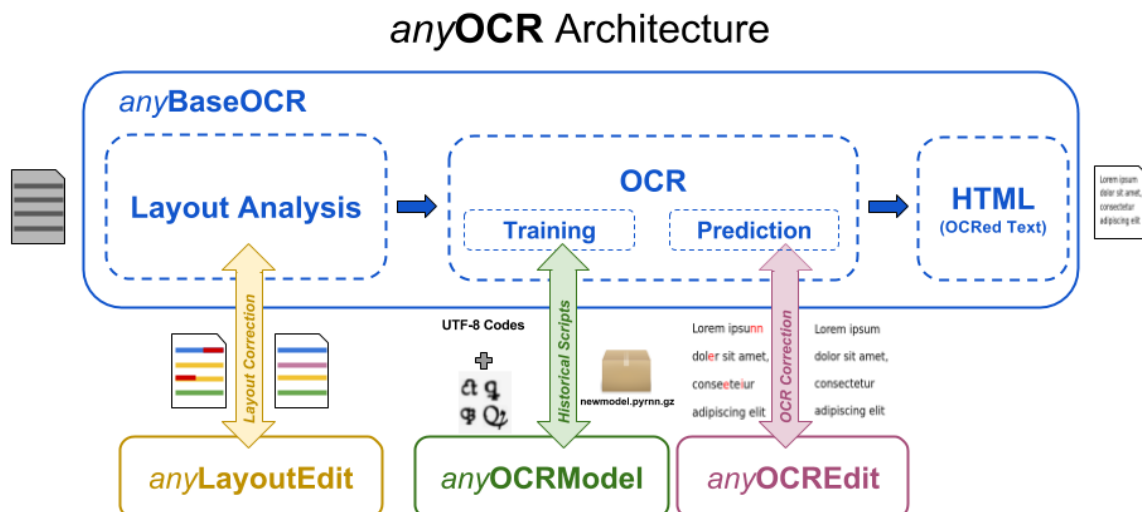 anyOCR Architecture
anyBaseOCR
Layout Analysis
OCR
Training
Prediction
HTML
(OCRed Text)
Lorem ipsum
dolor sit amet,
consectetur
adipiscing elit
Layout Correction
UTF-8 Codes
Historical Scripts
newmodel.pyrnn.gz
Lorem ipsunn
doler sit amet,
conseeteiur
adipiscing elit
OCR Correction
Lorem ipsum
dolor sit amet,
consectetur
adipiscing elit
anyLayoutEdit
anyOCRModel
anyOCREdit